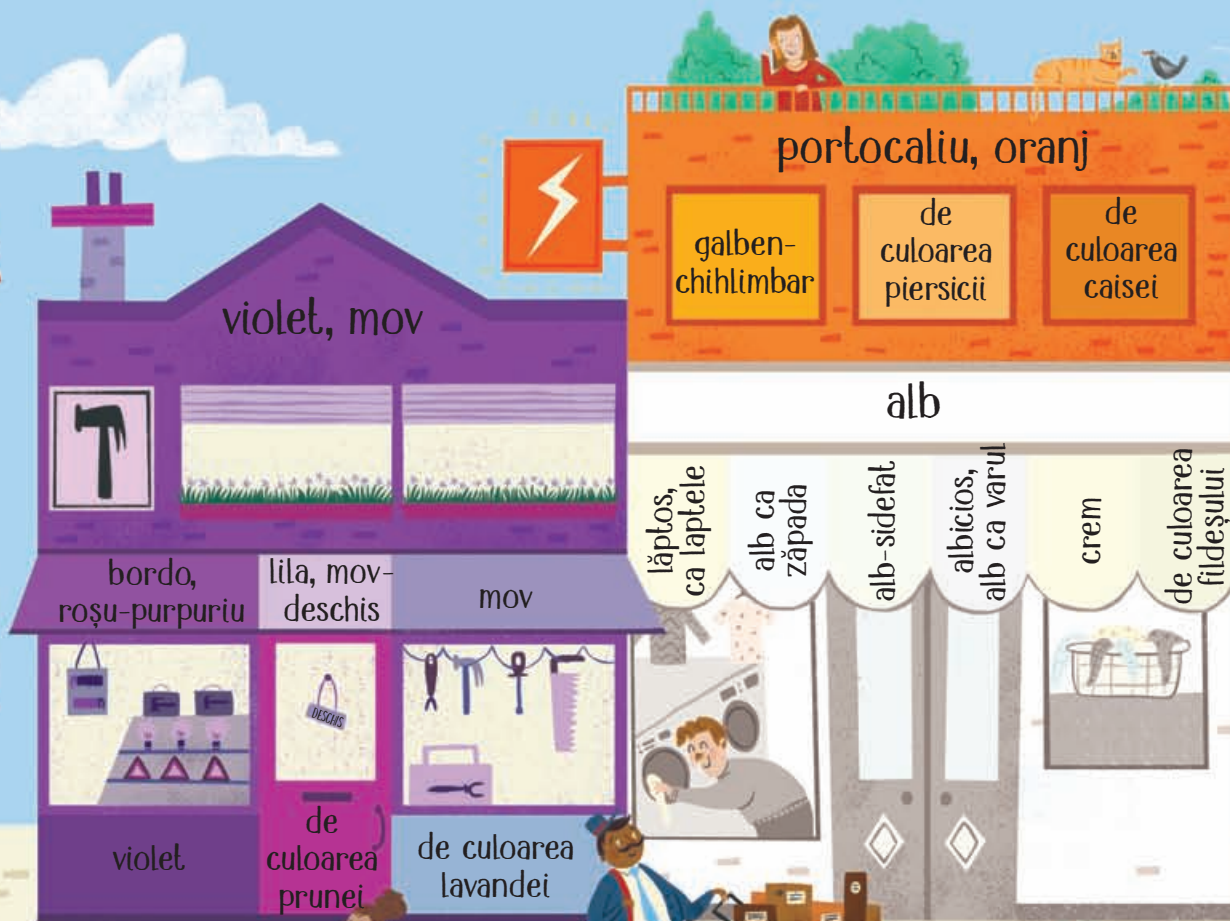 portocaliu, oranj
galben-
chihlimbar
de
culoarea
piersicii
de
culoarea
caisei
violet, mov
alb
lăptos,
ca laptele
alb ca
zăpada
alb-sidefat
albicios,
alb ca varul
crem
de culoarea
fildesului
bordo,
roșu-purpuriu
lila, mov-
deschis
mov
DESCHIS
violet
de
culoarea
prunei
de culoarea
lavandei